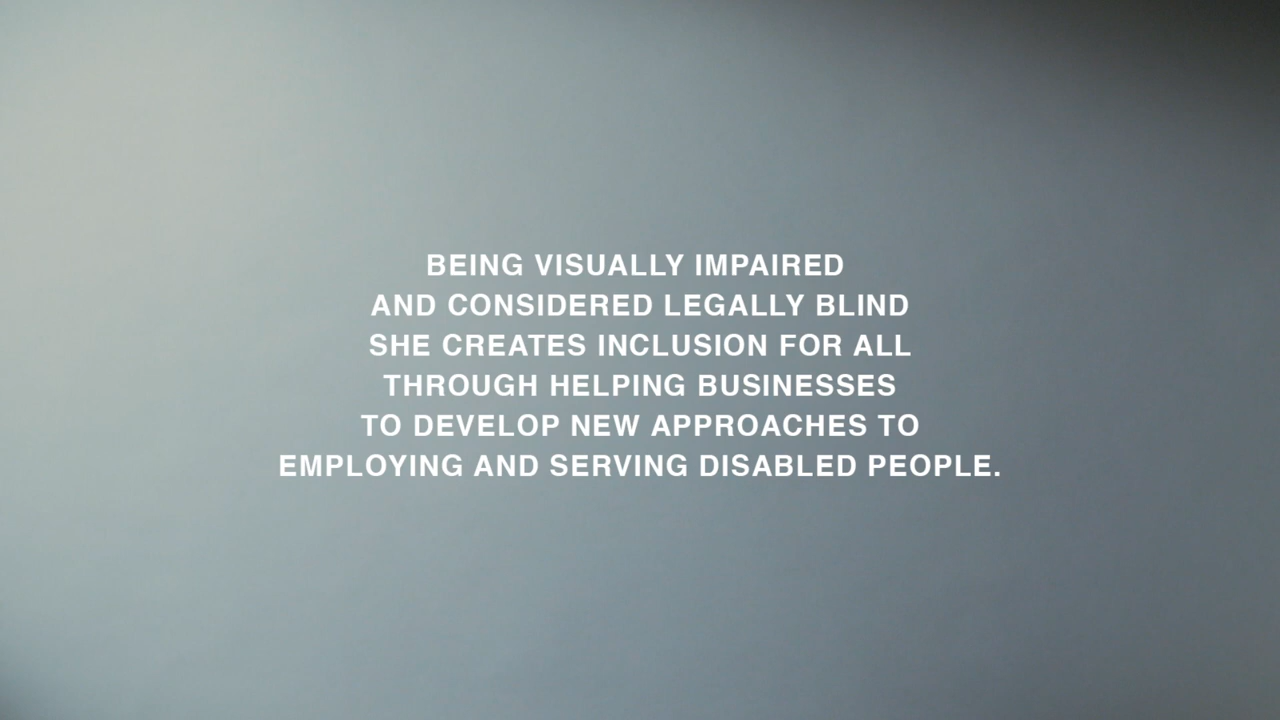 BEING VISUALLY IMPAIRED
AND CONSIDERED LEGALLY BLIND
SHE CREATES INCLUSION FOR ALL
THROUGH HELPING BUSINESSES
TO DEVELOP NEW APPROACHES TO
EMPLOYING AND SERVING DISABLED PEOPLE.